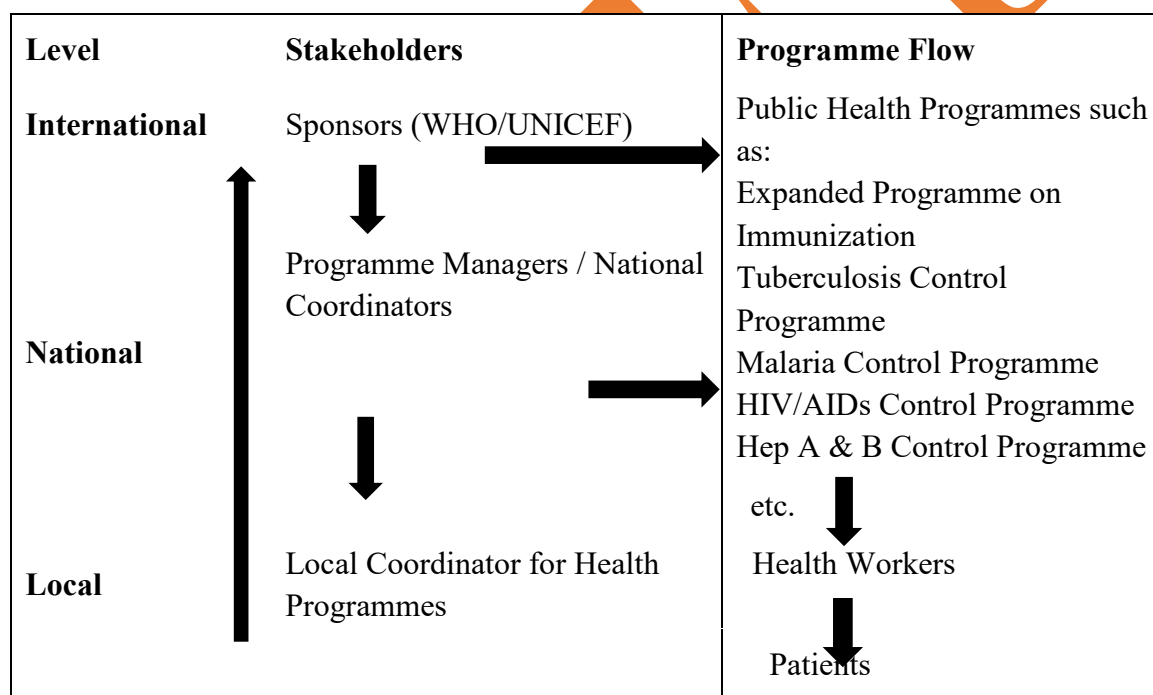 Level Stakeholders Programme Flow
International Sponsors (WHO/UNICEF)
Programme Managers / National
Coordinators
National
Local Coordinator for Health
Programmes
Local
Public Health Programmes such
as:
Expanded Programme on
Immunization
Tuberculosis Control
Programme
Malaria Control Programme
HIV/AIDs Control Programme
Hep A & B Control Programme
etc.
Health Workers
Patients